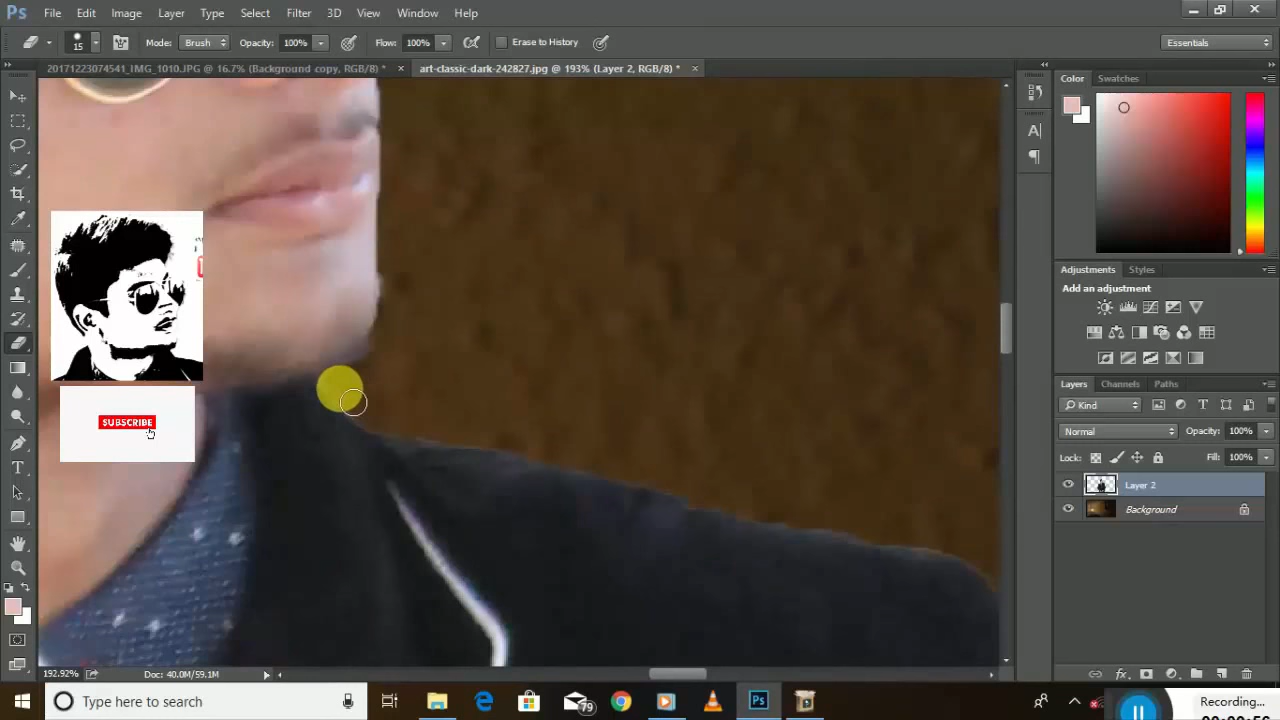 Ps File Edit Image Layer Type Select Filter 3D View Window Help
15 Mode: Brush Opacity: 100% Flow: 100% Erase to History Essentials
20171223074541_IMG_1010.JPG @ 16.7% (Background copy, RGB/8) * × art-classic-dark-242827.jpg @ 193% (Layer 2, RGB/8) * ×
Color Swatches
Adjustments Styles
Add an adjustment
Layers Channels Paths
Kind
Normal Opacity: 100%
Lock: Fill: 100%
Layer 2
Background
SUBSCRIBE
192.92% Doc: 40.0M/59.1M
Type here to search 79 Ps Recording...